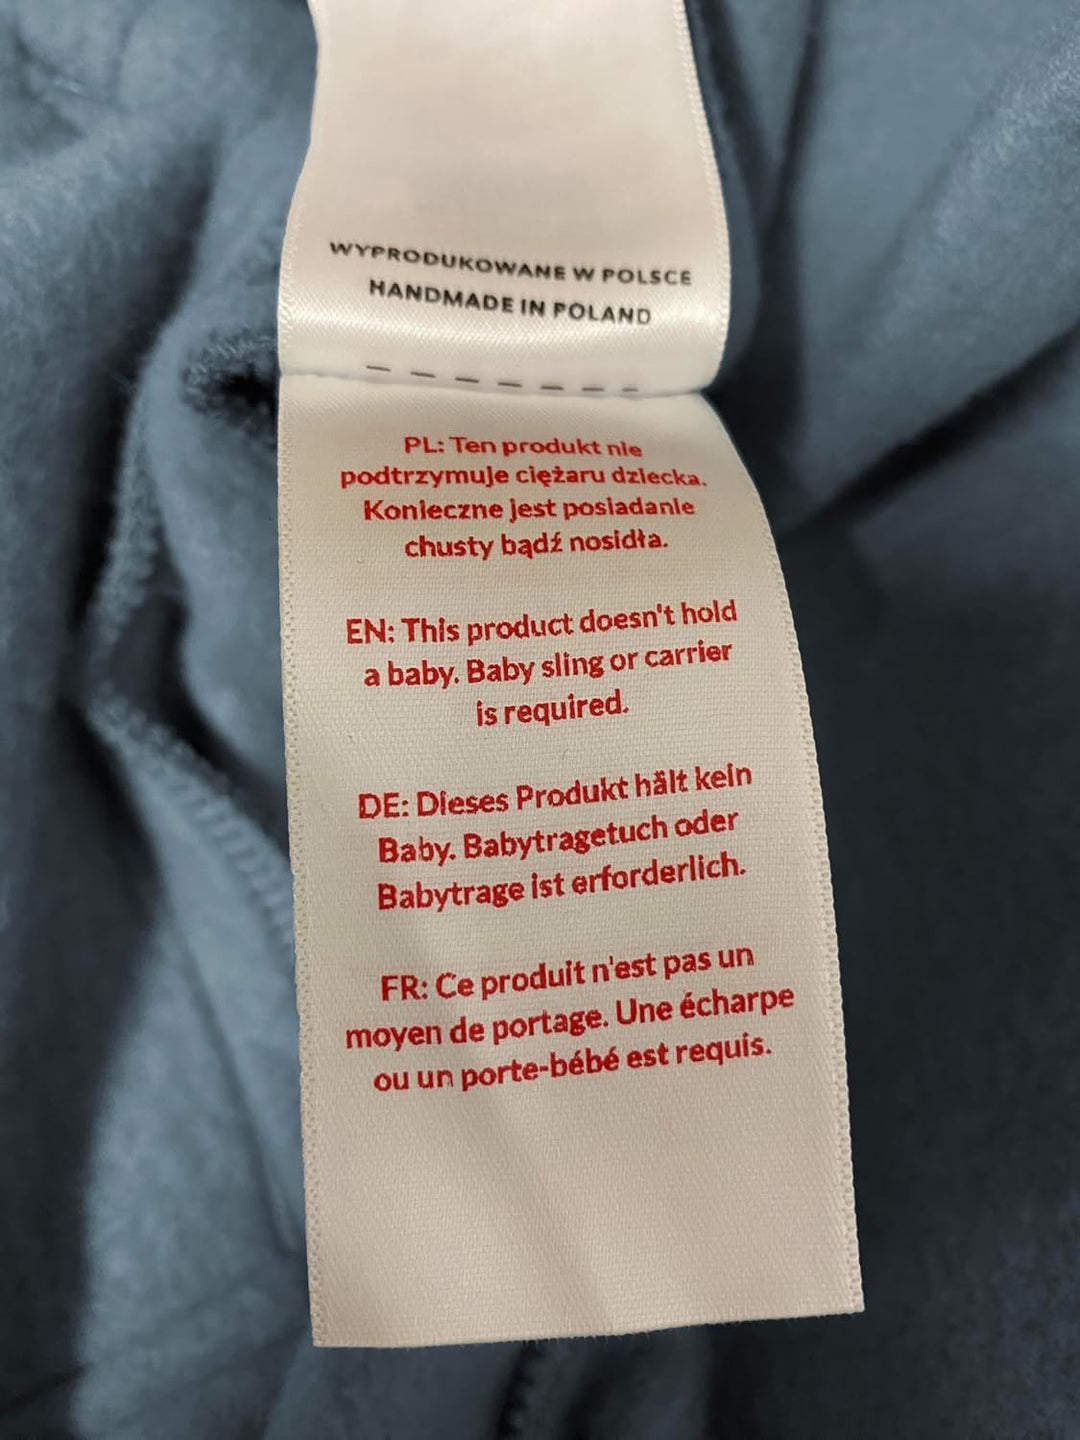 WYPRODUKOWANE W POLSCE
HANDMADE IN POLAND
PL: Ten produkt nie
podtrzymuje ciężaru dziecka.
Konieczne jest posiadanie
chusty bądź nosidła.
EN: This product doesn't hold
a baby. Baby sling or carrier
is required.
DE: Dieses Produkt hält kein
Baby. Babytragetuch oder
Babytrage ist erforderlich.
FR: Ce produit n'est pas un
moyen de portage. Une écharpe
ou un porte-bébé est requis.